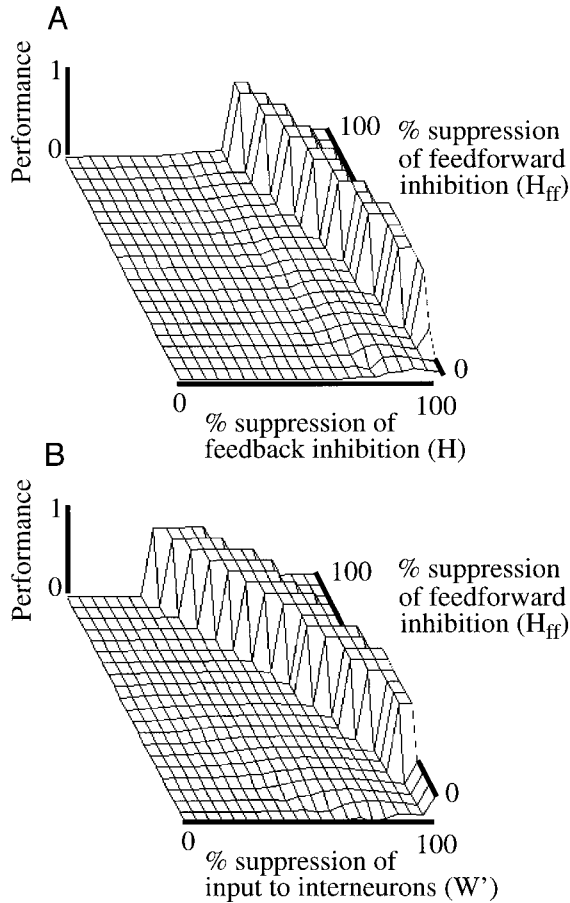 A
Performance
1
0
100
% suppression
of feedforward
inhibition (Hff)
0
0
100
% suppression of
feedback inhibition (H)
B
Performance
1
0
100
% suppression
of feedforward
inhibition (Hff)
0
0
100
% suppression of
input to interneurons (W')